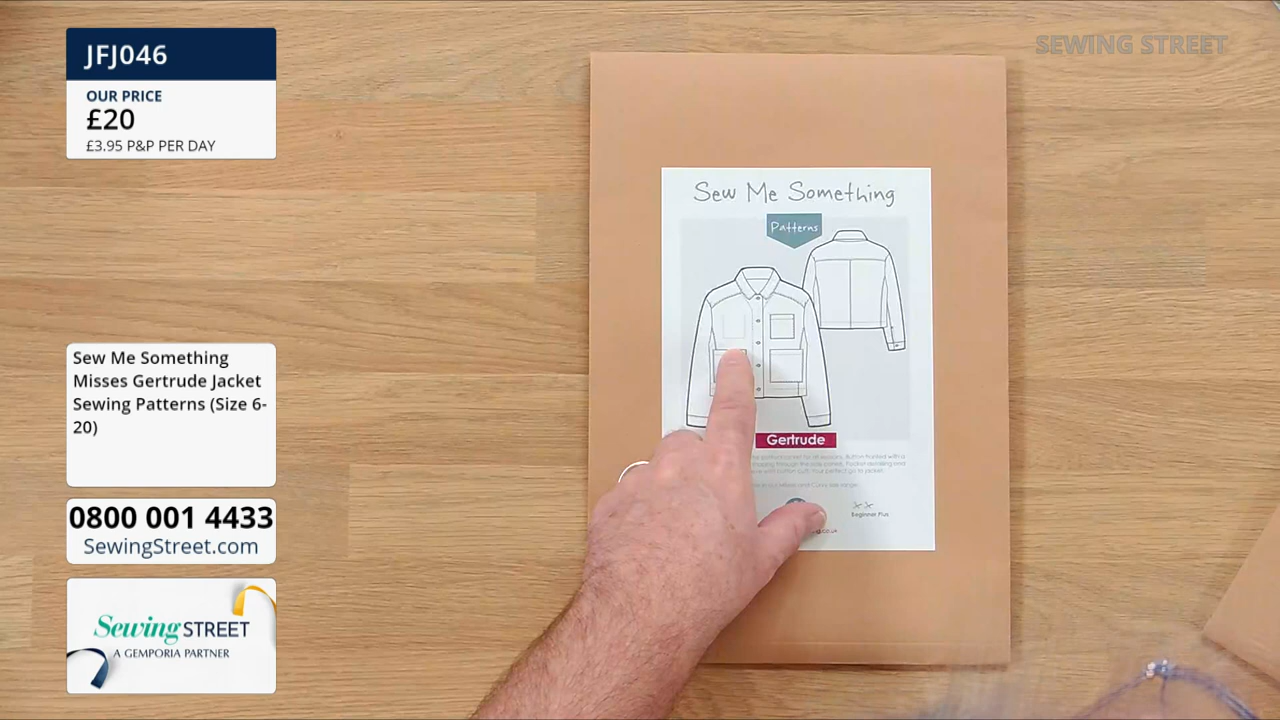 JFJ046
OUR PRICE
£20
£3.95 P&P PER DAY
SEWING STREET
Sew Me Something
Patterns
Gertrude
Beginner Plus
Sew Me Something
Misses Gertrude Jacket
Sewing Patterns (Size 6-
20)
0800 001 4433
SewingStreet.com
Sewing STREET
A GEMPORIA PARTNER